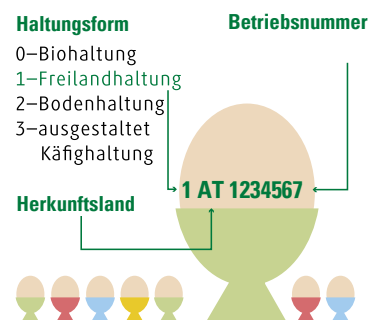 Haltungsform
0–Biohaltung
1–Freilandhaltung
2–Bodenhaltung
3–ausgestaltet
Käfighaltung
Betriebsnummer
1 AT 1234567
Herkunftsland